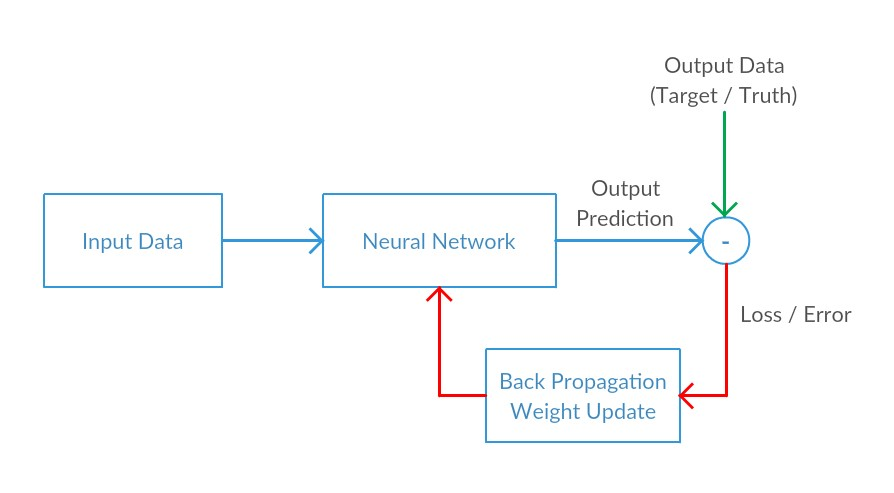 Output Data
(Target / Truth)
Output
Prediction
Input Data
Neural Network
-
Loss / Error
Back Propagation
Weight Update